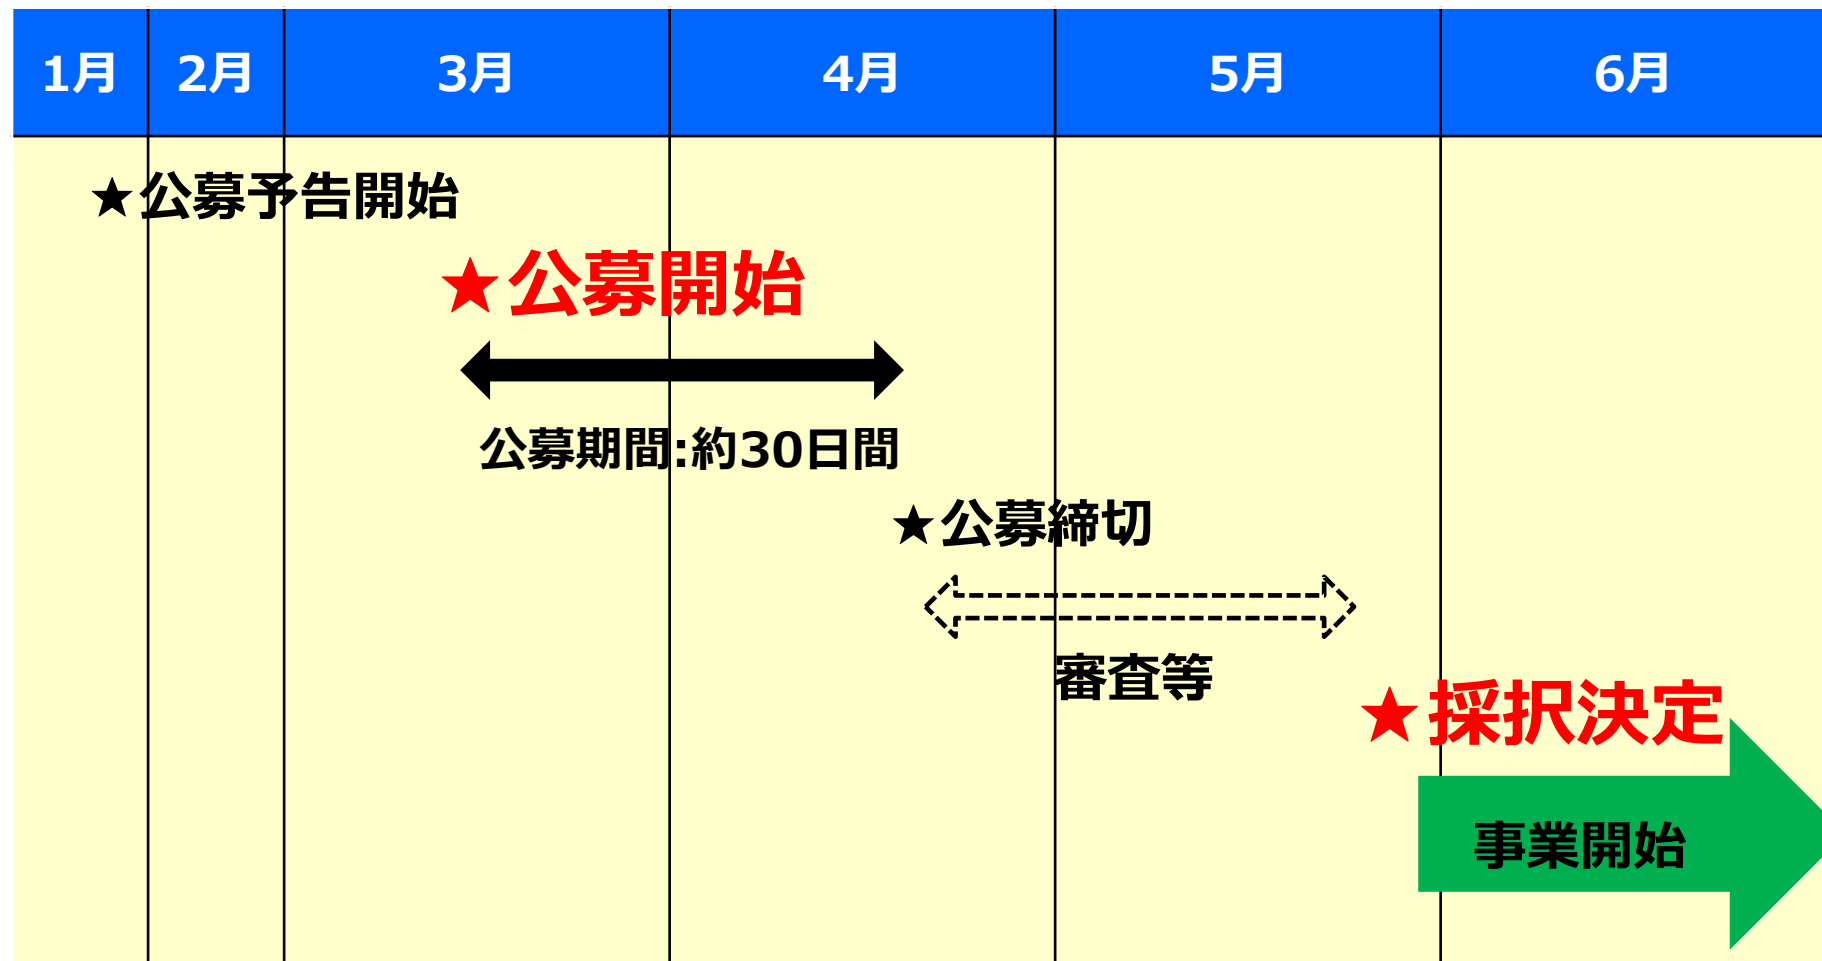 1月 2月 3月 4月 5月 6月
★公募予告開始
★公募開始
公募期間:約30日間
★公募締切
審査等
★採択決定
事業開始